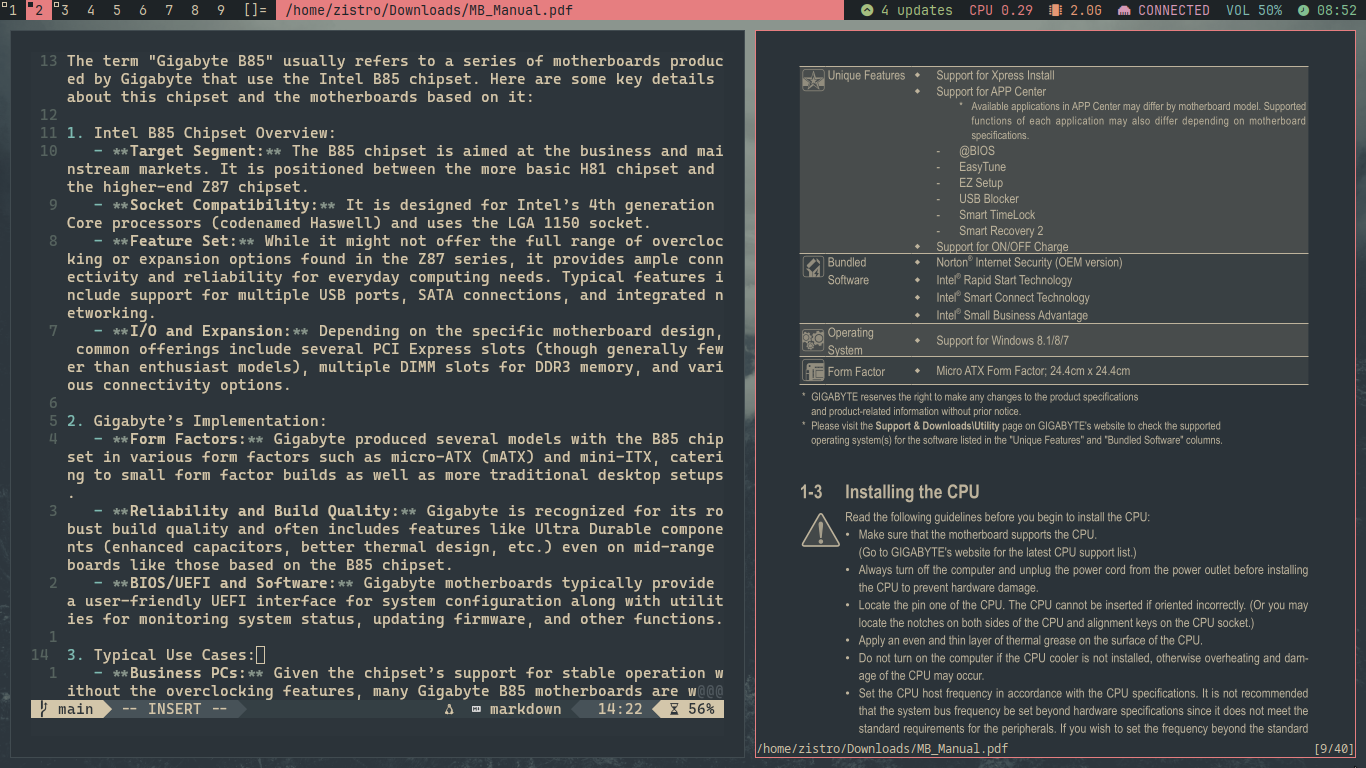 1 2 3 4 5 6 7 8 9 []= /home/zistro/Downloads/MB_Manual.pdf 4 updates CPU 0.29 2.0G CONNECTED VOL 50% 08:52
13 The term "Gigabyte B85" usually refers to a series of motherboards produc
ed by Gigabyte that use the Intel B85 chipset. Here are some key details
about this chipset and the motherboards based on it:
12
11 1. Intel B85 Chipset Overview:
10 - **Target Segment:** The B85 chipset is aimed at the business and mai
nstream markets. It is positioned between the more basic H81 chipset and
the higher-end Z87 chipset.
9 - **Socket Compatibility:** It is designed for Intel's 4th generation
Core processors (codenamed Haswell) and uses the LGA 1150 socket.
8 - **Feature Set:** While it might not offer the full range of overcloc
king or expansion options found in the Z87 series, it provides ample conn
ectivity and reliability for everyday computing needs. Typical features i
nclude support for multiple USB ports, SATA connections, and integrated n
etworking.
7 - **I/O and Expansion:** Depending on the specific motherboard design,
common offerings include several PCI Express slots (though generally few
er than enthusiast models), multiple DIMM slots for DDR3 memory, and vari
ous connectivity options.
6
5 2. Gigabyte's Implementation:
4 - **Form Factors:** Gigabyte produced several models with the B85 chip
set in various form factors such as micro-ATX (mATX) and mini-ITX, cateri
ng to small form factor builds as well as more traditional desktop setups
.
3 - **Reliability and Build Quality:** Gigabyte is recognized for its ro
bust build quality and often includes features like Ultra Durable compone
nts (enhanced capacitors, better thermal design, etc.) even on mid-range
boards like those based on the B85 chipset.
2 - **BIOS/UEFI and Software:** Gigabyte motherboards typically provide
a user-friendly UEFI interface for system configuration along with utilit
ies for monitoring system status, updating firmware, and other functions.
1
14 3. Typical Use Cases:
1 - **Business PCs:** Given the chipset's support for stable operation w
ithout the overclocking features, many Gigabyte B85 motherboards are w@@@
main -- INSERT -- markdown 14:22 56%
Unique Features ◆ Support for Xpress Install
◆ Support for APP Center
* Available applications in APP Center may differ by motherboard model. Supported
functions of each application may also differ depending on motherboard
specifications.
- @BIOS
- EasyTune
- EZ Setup
- USB Blocker
- Smart TimeLock
- Smart Recovery 2
◆ Support for ON/OFF Charge
Bundled ◆ Norton® Internet Security (OEM version)
Software ◆ Intel® Rapid Start Technology
◆ Intel® Smart Connect Technology
◆ Intel® Small Business Advantage
Operating
System ◆ Support for Windows 8.1/8/7
Form Factor ◆ Micro ATX Form Factor; 24.4cm x 24.4cm
* GIGABYTE reserves the right to make any changes to the product specifications
and product-related information without prior notice.
* Please visit the Support & Downloads\Utility page on GIGABYTE's website to check the supported
operating system(s) for the software listed in the "Unique Features" and "Bundled Software" columns.
1-3 Installing the CPU
Read the following guidelines before you begin to install the CPU:
• Make sure that the motherboard supports the CPU.
(Go to GIGABYTE's website for the latest CPU support list.)
• Always turn off the computer and unplug the power cord from the power outlet before installing
the CPU to prevent hardware damage.
• Locate the pin one of the CPU. The CPU cannot be inserted if oriented incorrectly. (Or you may
locate the notches on both sides of the CPU and alignment keys on the CPU socket.)
• Apply an even and thin layer of thermal grease on the surface of the CPU.
• Do not turn on the computer if the CPU cooler is not installed, otherwise overheating and dam-
age of the CPU may occur.
• Set the CPU host frequency in accordance with the CPU specifications. It is not recommended
that the system bus frequency be set beyond hardware specifications since it does not meet the
standard requirements for the peripherals. If you wish to set the frequency beyond the standard
/home/zistro/Downloads/MB_Manual.pdf [9/40]